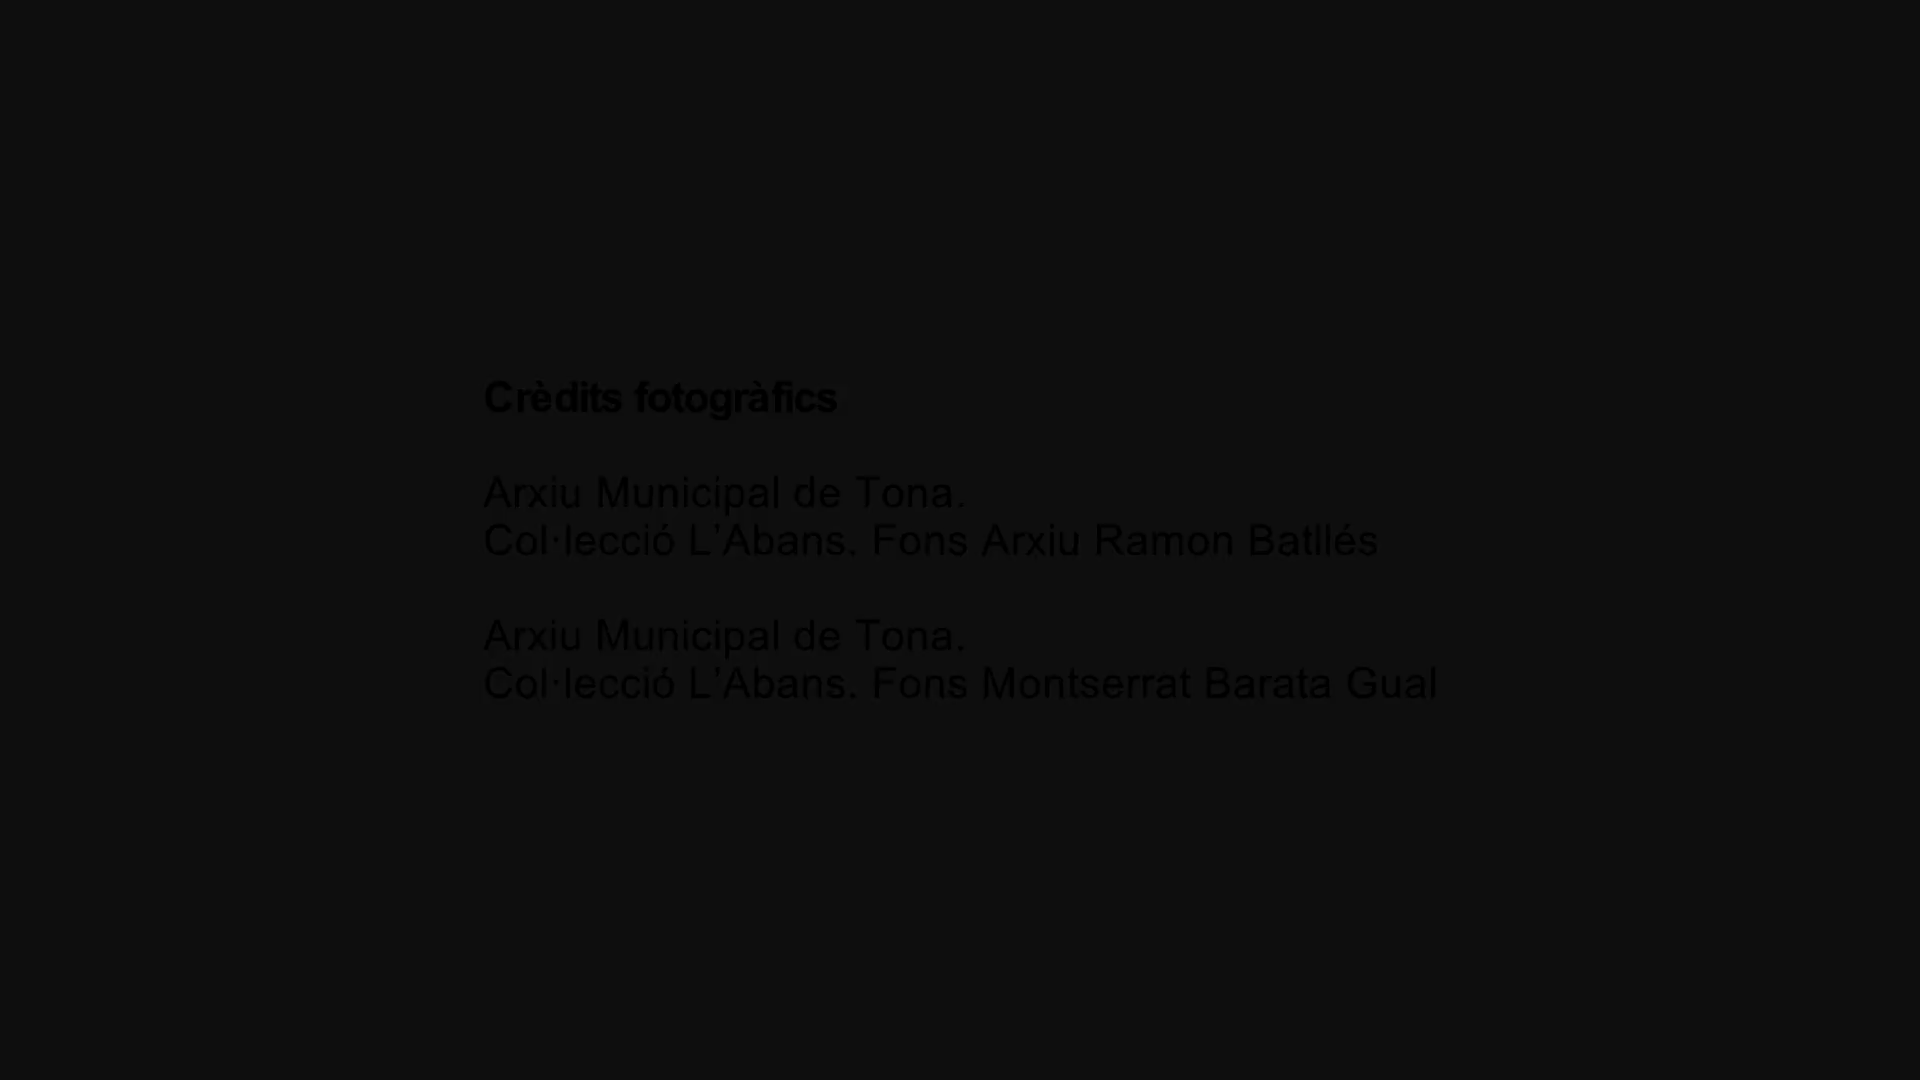 Crèdits fotogràfics
Arxiu Municipal de Tona.
Col·lecció L'Abans. Fons Arxiu Ramon Batllés
Arxiu Municipal de Tona.
Col·lecció L'Abans. Fons Montserrat Barata Gual